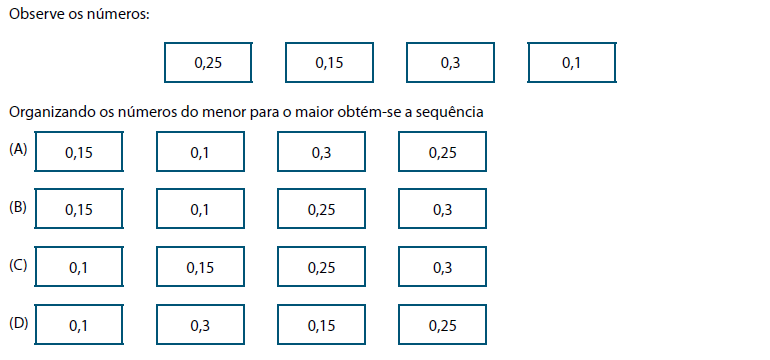 Observe os números:
0,25 0,15 0,3 0,1
Organizando os números do menor para o maior obtém-se a sequência
(A) 0,15 0,1 0,3 0,25
(B) 0,15 0,1 0,25 0,3
(C) 0,1 0,15 0,25 0,3
(D) 0,1 0,3 0,15 0,25